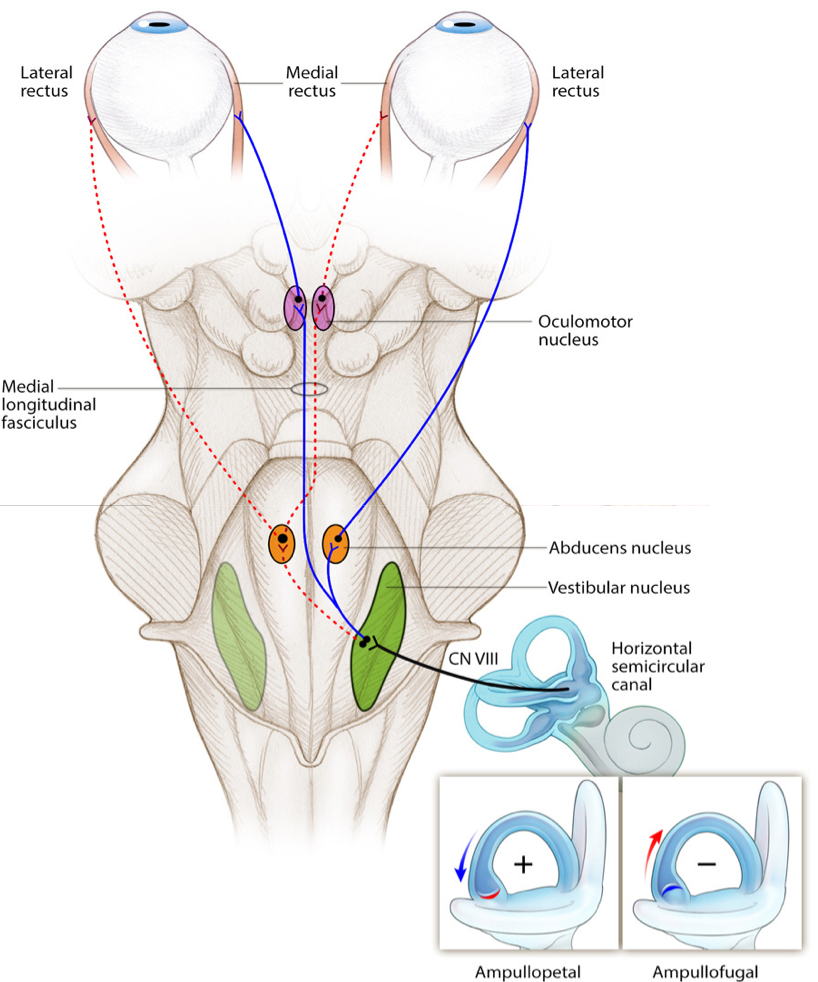 Lateral
rectus
Medial
rectus
Lateral
rectus
Oculomotor
nucleus
Medial
longitudinal
fasciculus
Abducens nucleus
Vestibular nucleus
CN VIII
Horizontal
semicircular
canal
+
−
Ampullopetal
Ampullofugal